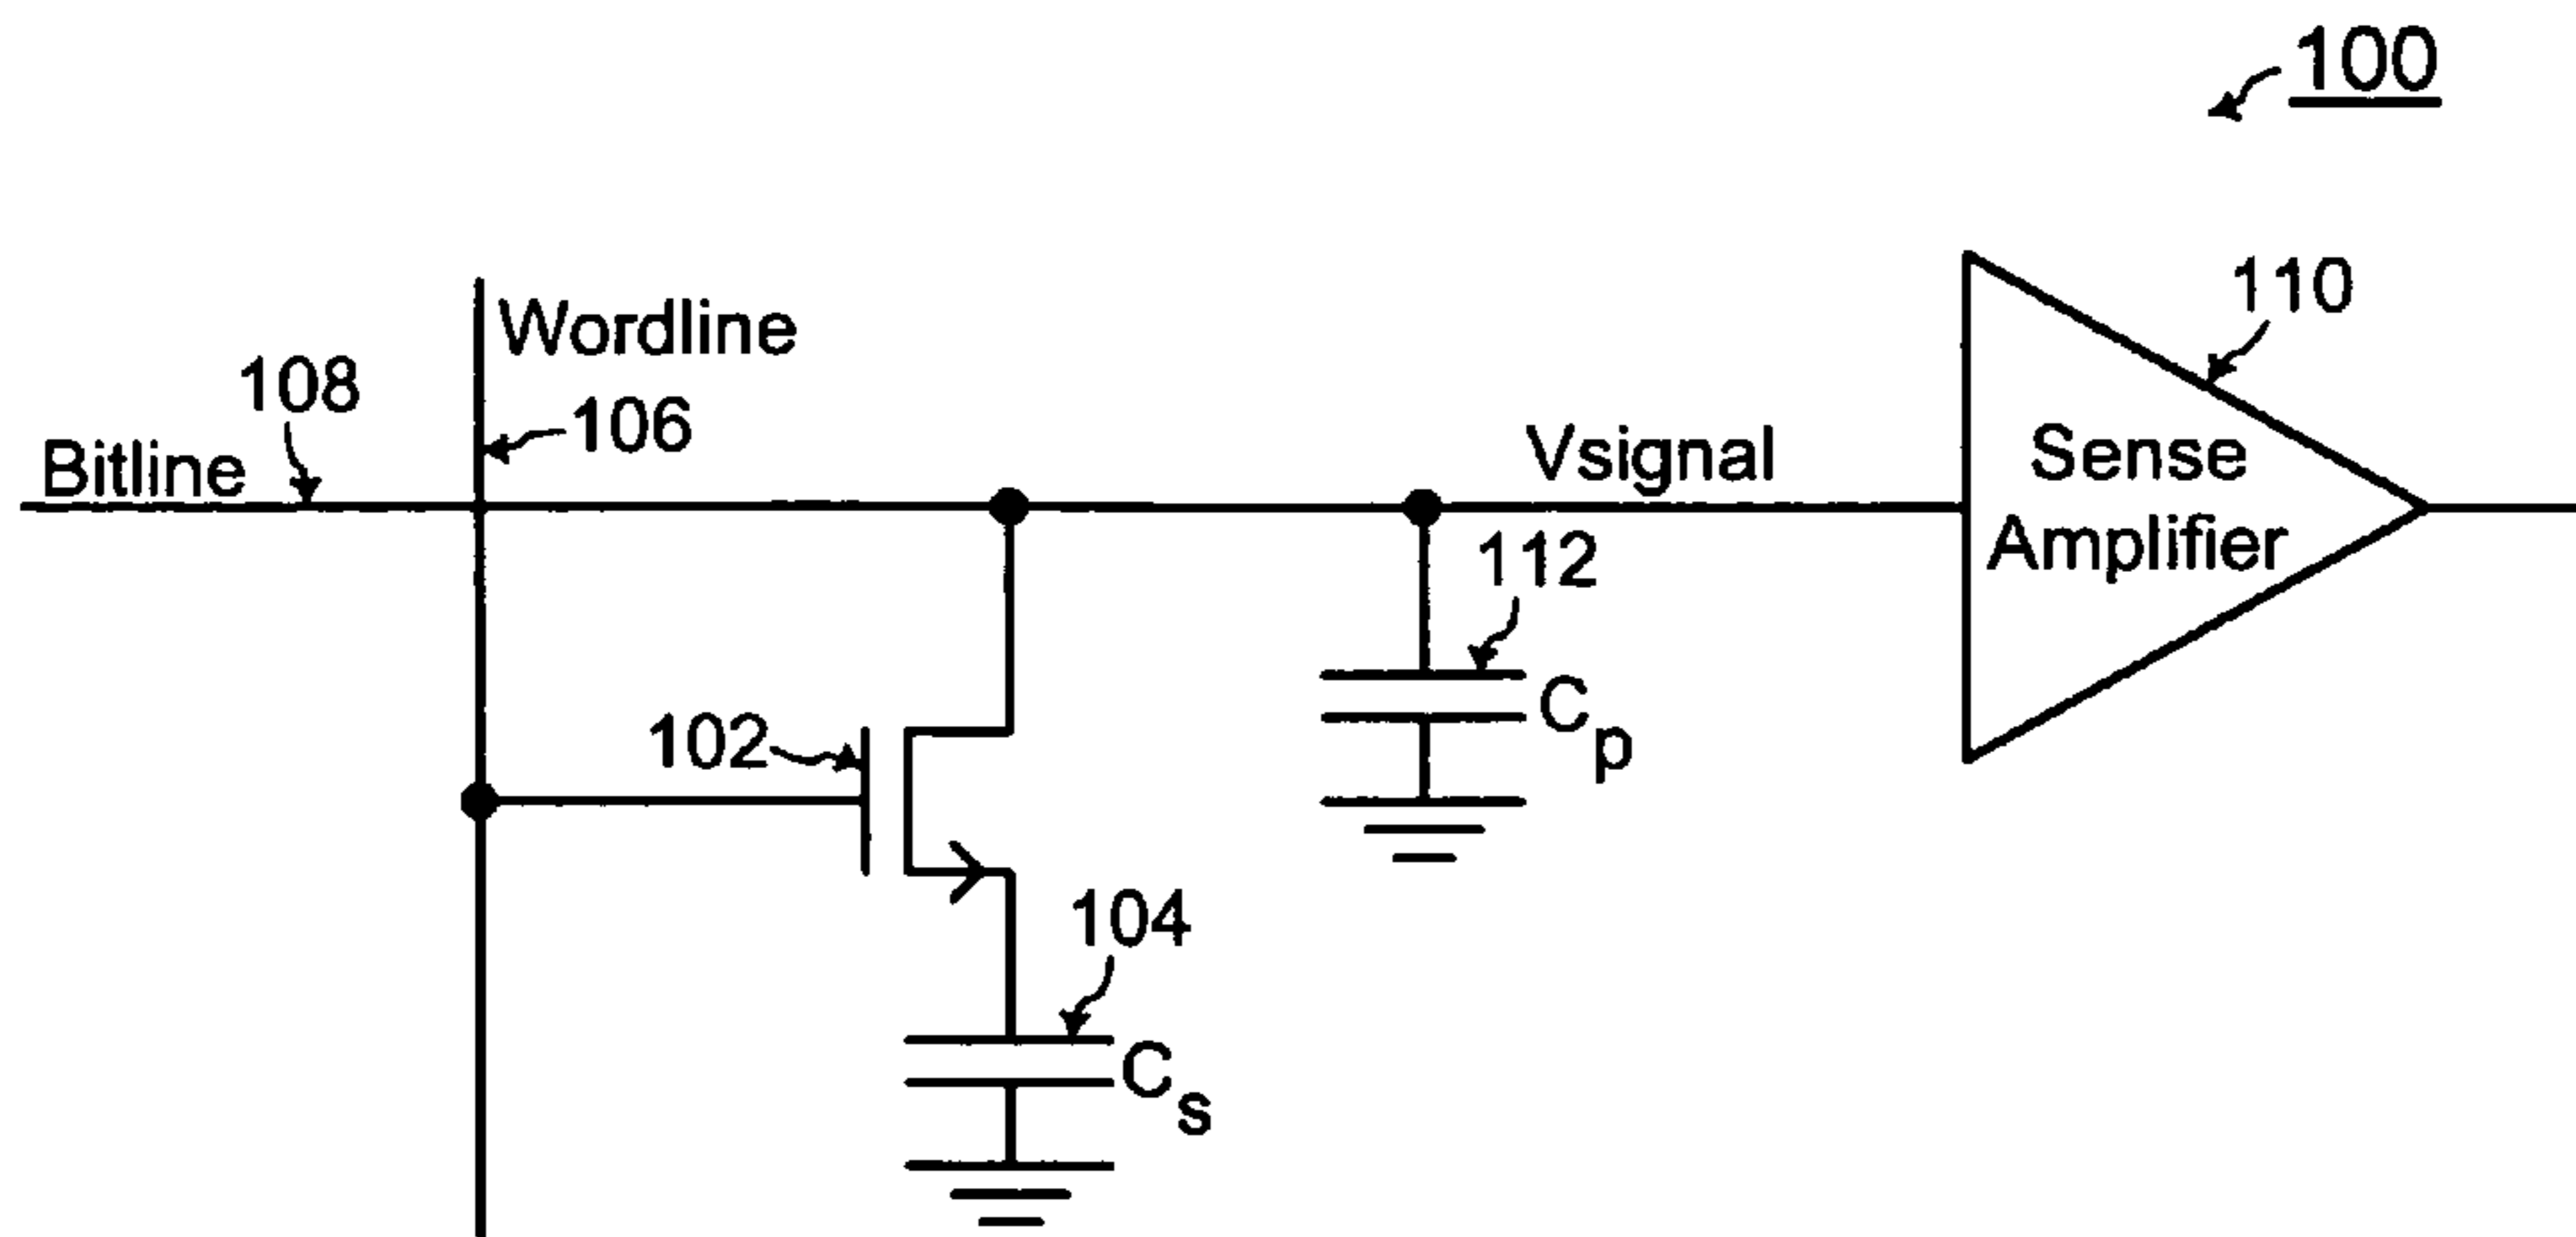 100
110
Wordline
108
106
Bitline
Vsignal
Sense
Amplifier
112
Cp
102
104
Cs